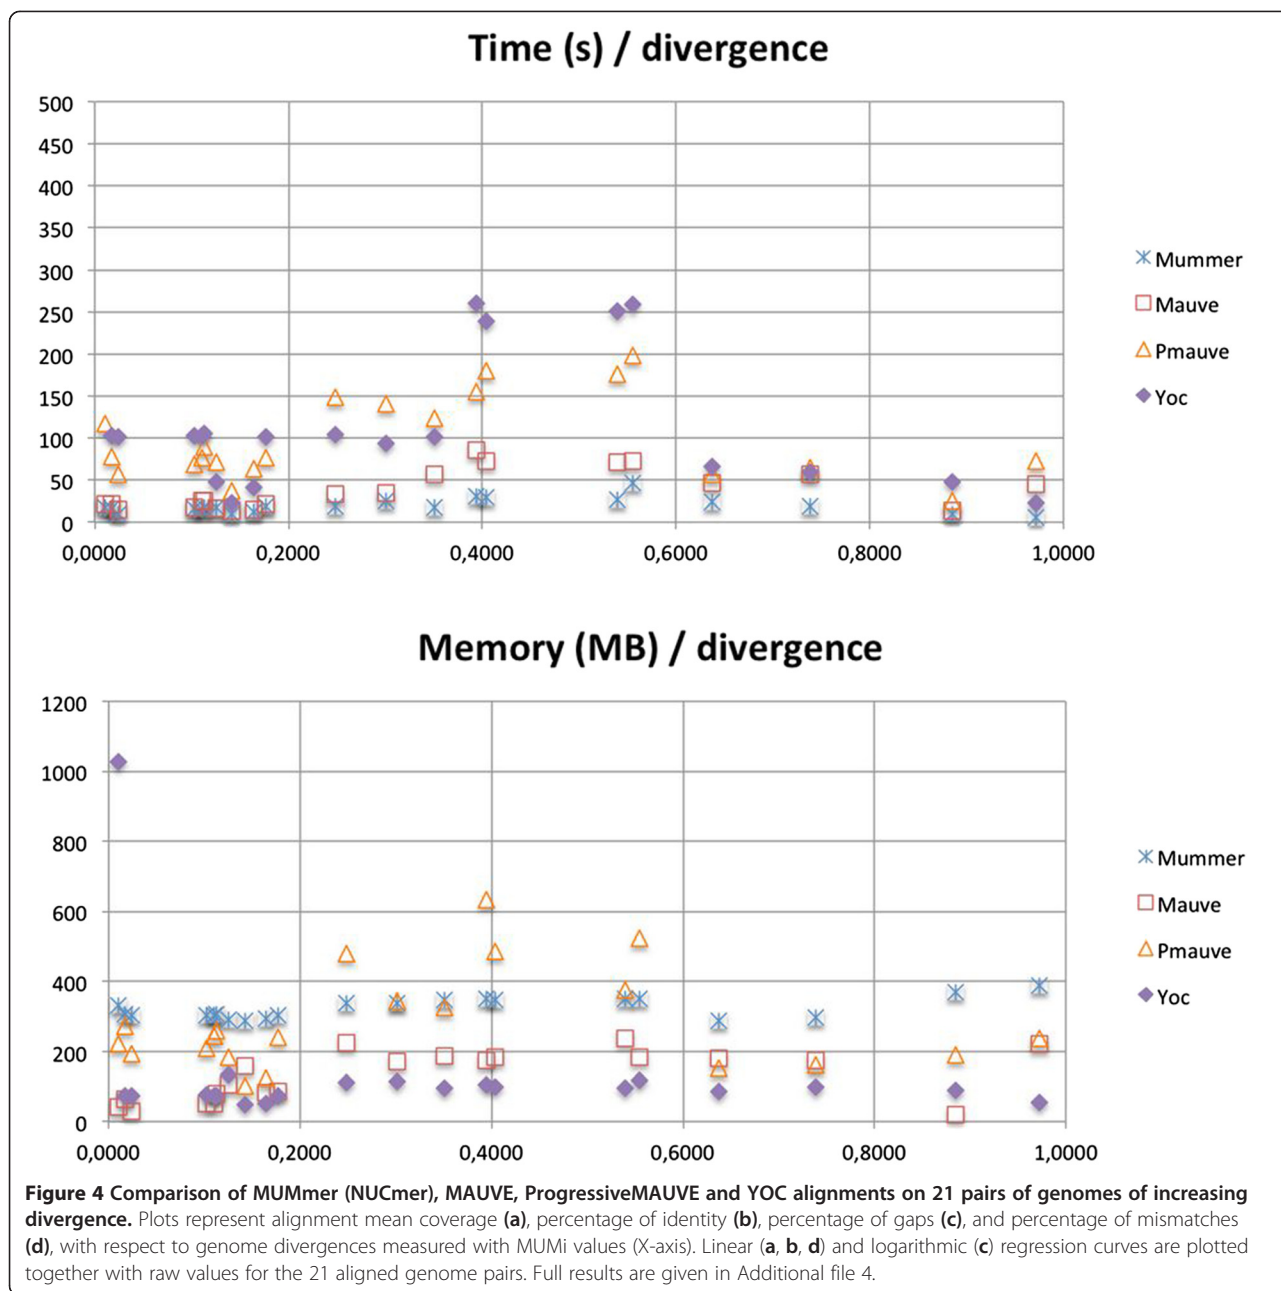 Time (s) / divergence
500
450
400
350
300
250
200
150
100
50
0
0,0000 0,2000 0,4000 0,6000 0,8000 1,0000
Mummer
Mauve
Pmauve
Yoc
Memory (MB) / divergence
1200
1000
800
600
400
200
0
0,0000 0,2000 0,4000 0,6000 0,8000 1,0000
Mummer
Mauve
Pmauve
Yoc
Figure 4 Comparison of MUMmer (NUCmer), MAUVE, ProgressiveMAUVE and YOC alignments on 21 pairs of genomes of increasing
divergence. Plots represent alignment mean coverage (a), percentage of identity (b), percentage of gaps (c), and percentage of mismatches
(d), with respect to genome divergences measured with MUMi values (X-axis). Linear (a, b, d) and logarithmic (c) regression curves are plotted
together with raw values for the 21 aligned genome pairs. Full results are given in Additional file 4.